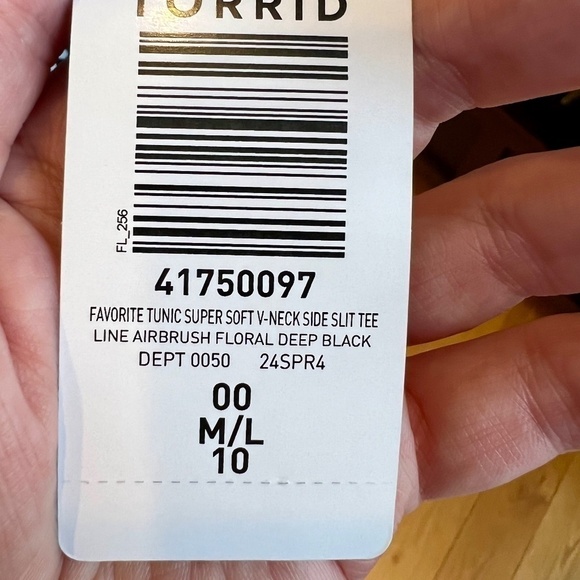 TORRID
FL_256
41750097
FAVORITE TUNIC SUPER SOFT V-NECK SIDE SLIT TEE
LINE AIRBRUSH FLORAL DEEP BLACK
DEPT 0050 24SPR4
00
M/L
10